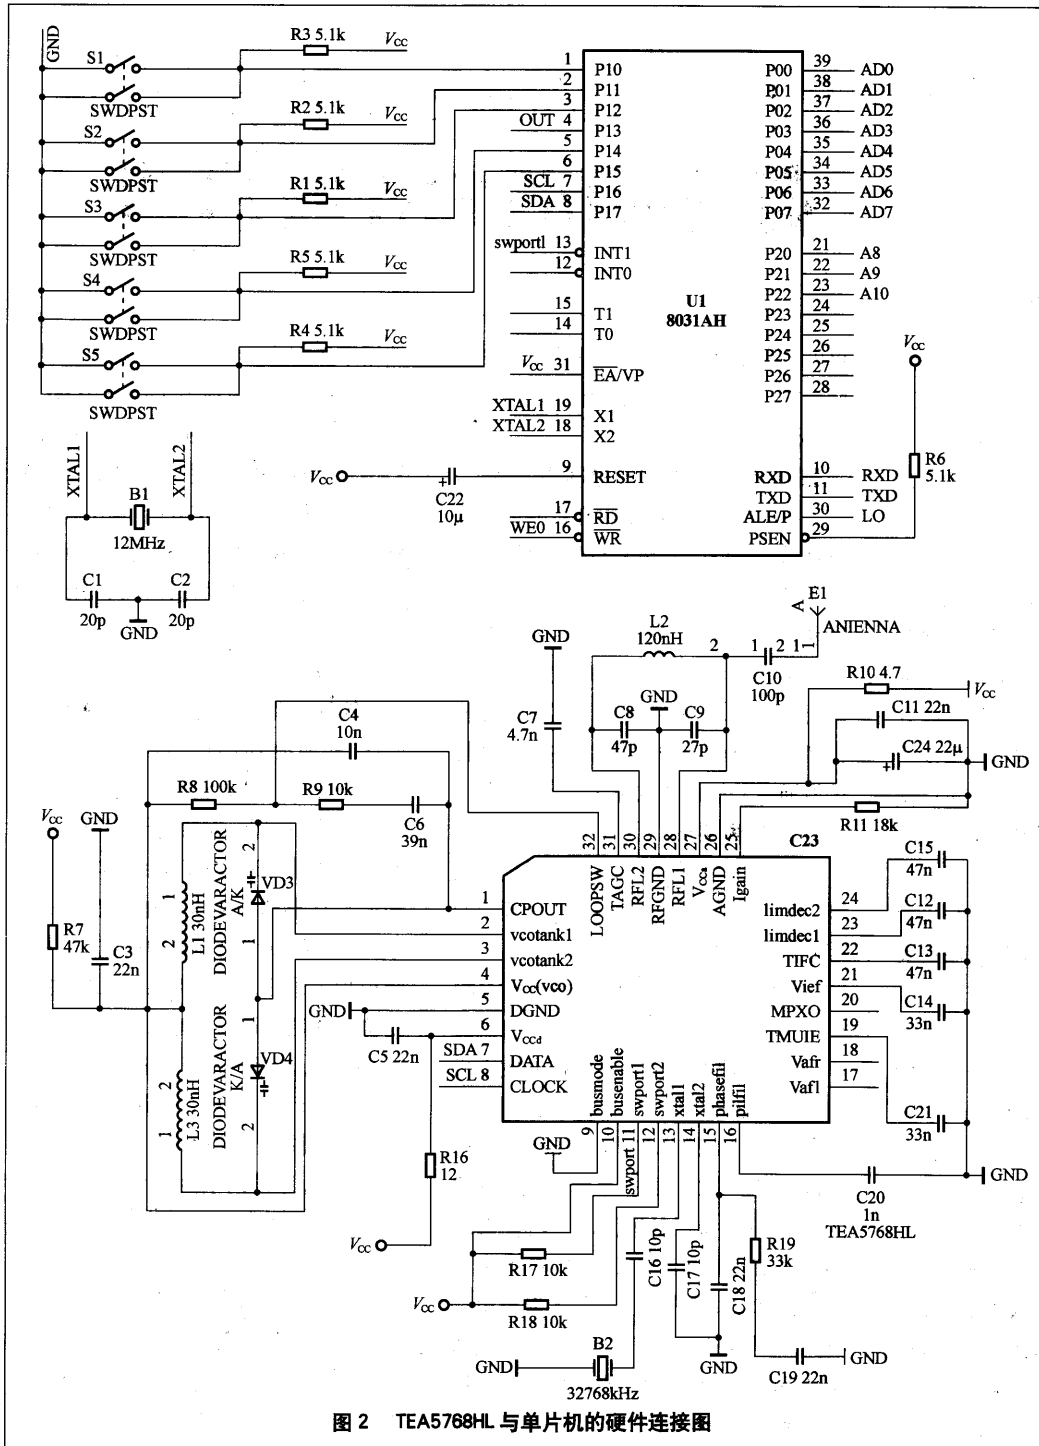 GND
S1
SWDPST
S2
SWDPST
S3
SWDPST
S4
SWDPST
S5
SWDPST
R3 5.1k
VCC
R2 5.1k
VCC
R1 5.1k
VCC
R5 5.1k
VCC
R4 5.1k
VCC
1 P10
2 P11
3 P12
OUT 4 P13
5 P14
6 P15
SCL 7 P16
SDA 8 P17
swportl 13 INT1
12 INT0
15 T1
14 T0
VCC 31 EA/VP
XTAL1 19 X1
XTAL2 18 X2
9 RESET
17 RD
WE0 16 WR
U1
8031AH
P00 39 AD0
P01 38 AD1
P02 37 AD2
P03 36 AD3
P04 35 AD4
P05 34 AD5
P06 33 AD6
P07 32 AD7
P20 21 A8
P21 22 A9
P22 23 A10
P23 24
P24 25
P25 26
P26 27
P27 28
RXD 10 RXD
TXD 11 TXD
ALE/P 30 LO
PSEN 29
VCC
R6
5.1k
VCC
C22
10μ
XTAL1
XTAL2
B1
12MHz
C1
20p
C2
20p
GND
GND
C7
4.7n
L2
120nH
2
GND
C8
47p
C9
27p
1 2
C10
100p
1
1
A
E1
ANIENNA
R10 4.7
VCC
C11 22n
C24 22μ
GND
R11 18k
C4
10n
R8 100k
R9 10k
C6
39n
VCC
GND
R7
47k
C3
22n
1
2
L1 30nH
DIODEVARACTOR
A/K
2
VD3
1
2
1
L3 30nH
DIODEVARACTOR
K/A
1
VD4
2
C23
32 LOOPSW
31 TAGC
30 RFL2
29 RFGND
28 RFL1
27 VCCa
26 AGND
25 Igain
1 CPOUT
2 vcotank1
3 vcotank2
4 VCC(vco)
5 DGND
6 VCCd
SDA 7 DATA
SCL 8 CLOCK
GND
C5 22n
limdec2 24
limdec1 23
TIFC 22
Vief 21
MPXO 20
TMUIE 19
Vafr 18
Vafl 17
C15
47n
C12
47n
C13
47n
C14
33n
C21
33n
GND
busmode 9
busenable 10
swport1 11
swport2 12
xtal1 13
xtal2 14
phasefil 15
pilfil 16
GND
swport
R16
12
VCC
R17 10k
VCC
R18 10k
C16 10p
C17 10p
C18 22n
R19
33k
C20
1n
TEA5768HL
GND
B2
32768kHz
GND
C19 22n
GND
图 2 TEA5768HL 与单片机的硬件连接图